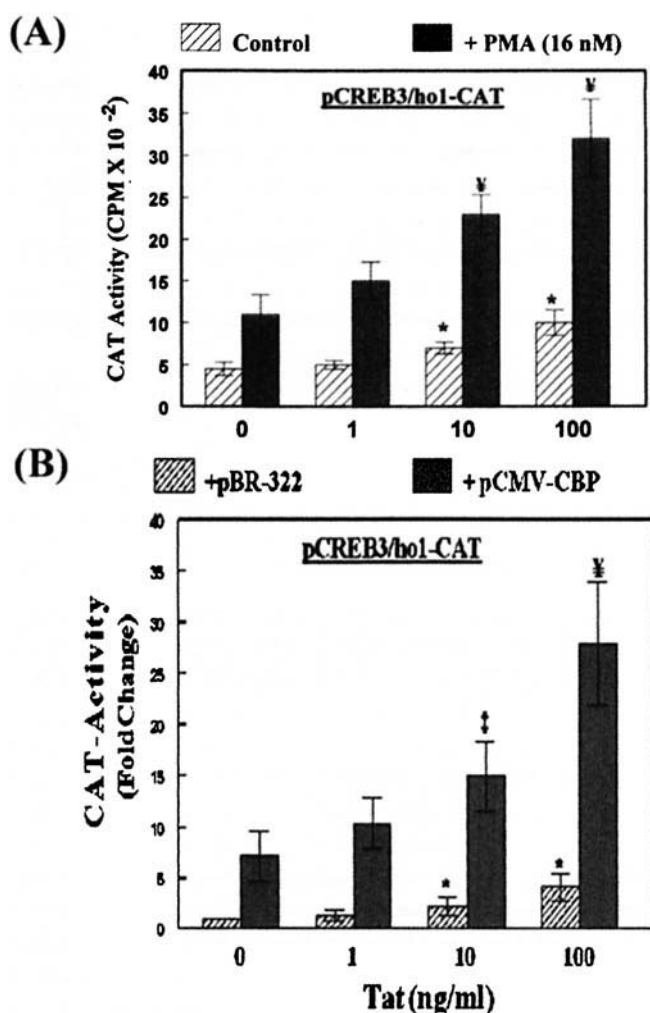 (A)
Control
+ PMA (16 nM)
pCREB3/ho1-CAT
CAT Activity (CPM X 10⁻²)
40
35
30
25
20
15
10
5
0
¥
¥
*
*
0 1 10 100
(B)
+pBR-322
+pCMV-CBP
pCREB3/ho1-CAT
CAT-Activity
(Fold Change)
40
35
30
25
20
15
10
5
0
¥
‡
*
*
0 1 10 100
Tat (ng/ml)